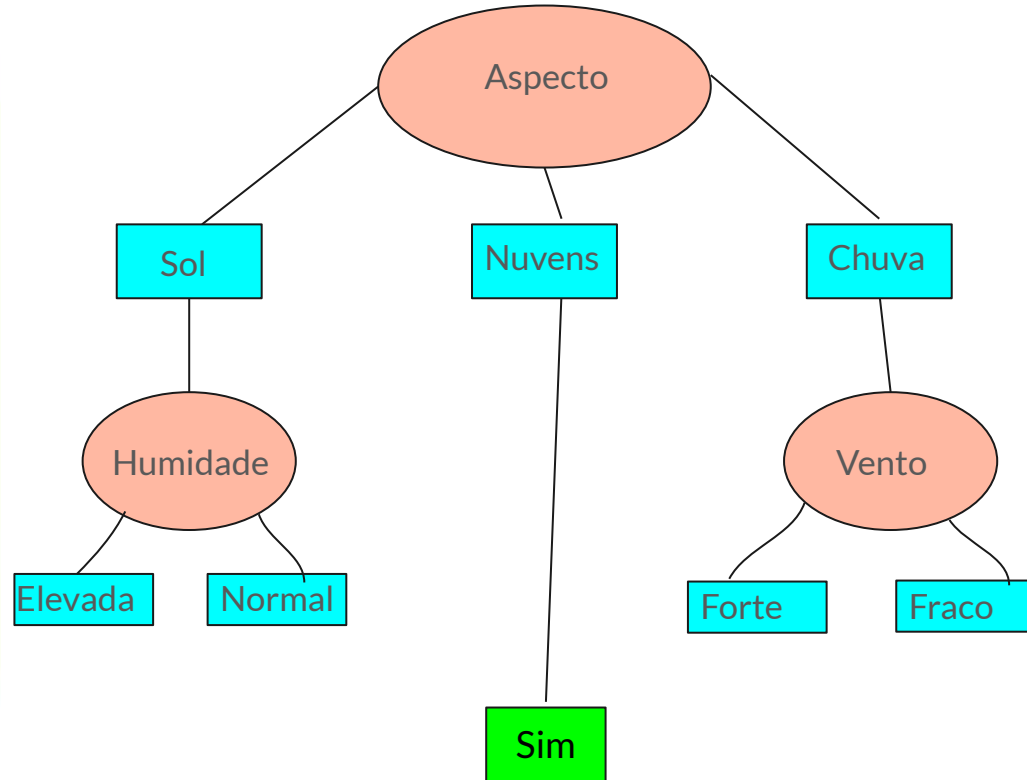 Aspecto
Sol
Nuvens
Chuva
Humidade
Vento
Elevada
Normal
Forte
Fraco
Sim